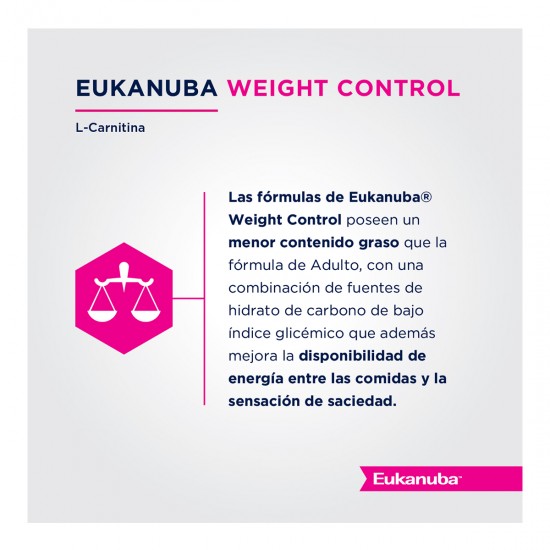 EUKANUBA WEIGHT CONTROL
L-Carnitina
Las fórmulas de Eukanuba®
Weight Control poseen un
menor contenido graso que la
fórmula de Adulto, con una
combinación de fuentes de
hidrato de carbono de bajo
índice glicémico que además
mejora la disponibilidad de
energía entre las comidas y la
sensación de saciedad.
Eukanuba™